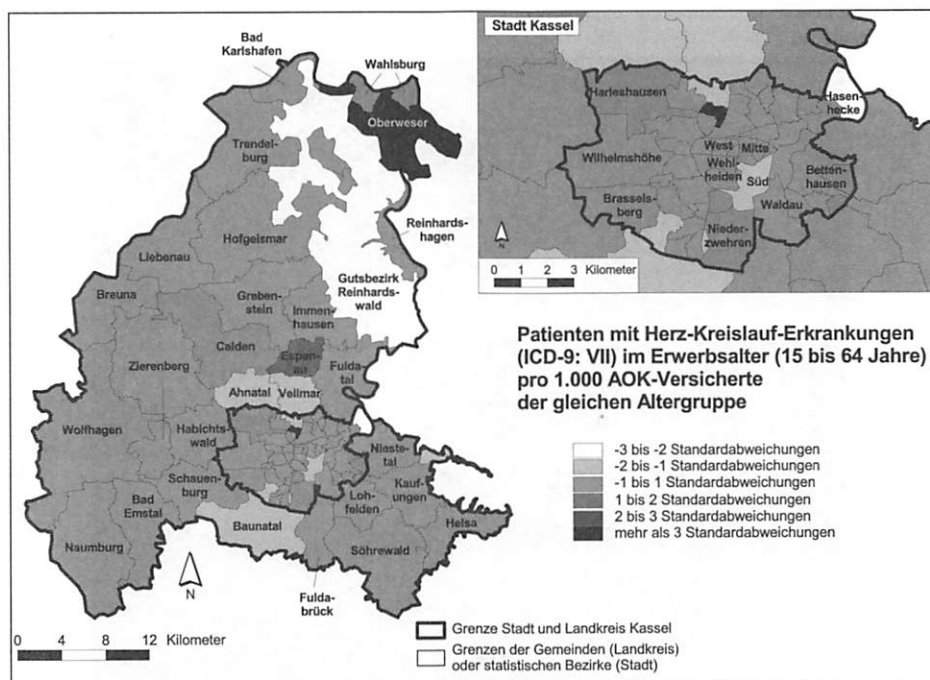 Bad
Karlshafen
Wahlsburg
Oberweser
Trendel-
burg
Reinhards-
hagen
Hofgeismar
Liebenau
Gutsbezirk
Reinhards-
wald
Breuna
Greben-
stein
Immen-
hausen
Calden
Espen-
au
Zierenberg
Fulda-
tal
Ahnatal
Vellmar
Wolfhagen
Habichts-
wald
Nieste-
tal
Kauf-
ungen
Schauen-
burg
Bad
Emstal
Loh-
felden
Baunatal
Helsa
Naumburg
Söhrewald
N
Fulda-
brück
0 4 8 12 Kilometer
Stadt Kassel
Harleshausen
Hasen-
hecke
West
Mitte
Wilhelmshöhe
Wehl-
heiden
Betten-
hausen
Süd
Brassels-
berg
Waldau
Nieder-
zwehren
N
0 1 2 3 Kilometer
Patienten mit Herz-Kreislauf-Erkrankungen
(ICD-9: VII) im Erwerbsalter (15 bis 64 Jahre)
pro 1.000 AOK-Versicherte
der gleichen Altergruppe
-3 bis -2 Standardabweichungen
-2 bis -1 Standardabweichungen
-1 bis 1 Standardabweichungen
1 bis 2 Standardabweichungen
2 bis 3 Standardabweichungen
mehr als 3 Standardabweichungen
Grenze Stadt und Landkreis Kassel
Grenzen der Gemeinden (Landkreis)
oder statistischen Bezirke (Stadt)